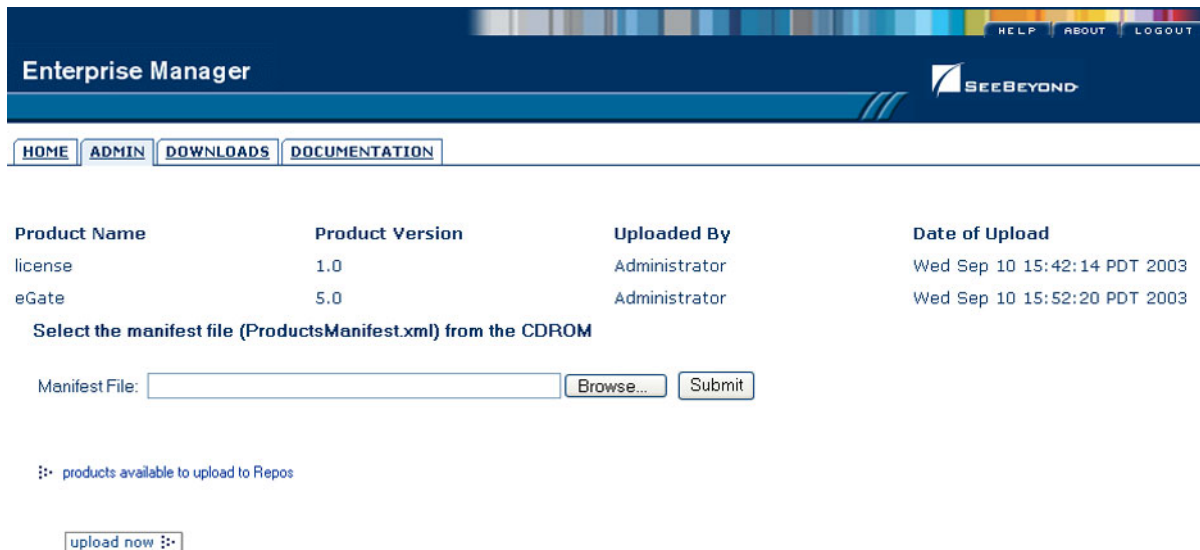 HELP ABOUT LOGOUT
Enterprise Manager
SEEBEYOND
HOME ADMIN DOWNLOADS DOCUMENTATION
Product Name Product Version Uploaded By Date of Upload
license 1.0 Administrator Wed Sep 10 15:42:14 PDT 2003
eGate 5.0 Administrator Wed Sep 10 15:52:20 PDT 2003
Select the manifest file (ProductsManifest.xml) from the CDROM
Manifest File: Browse... Submit
products available to upload to Repos
upload now